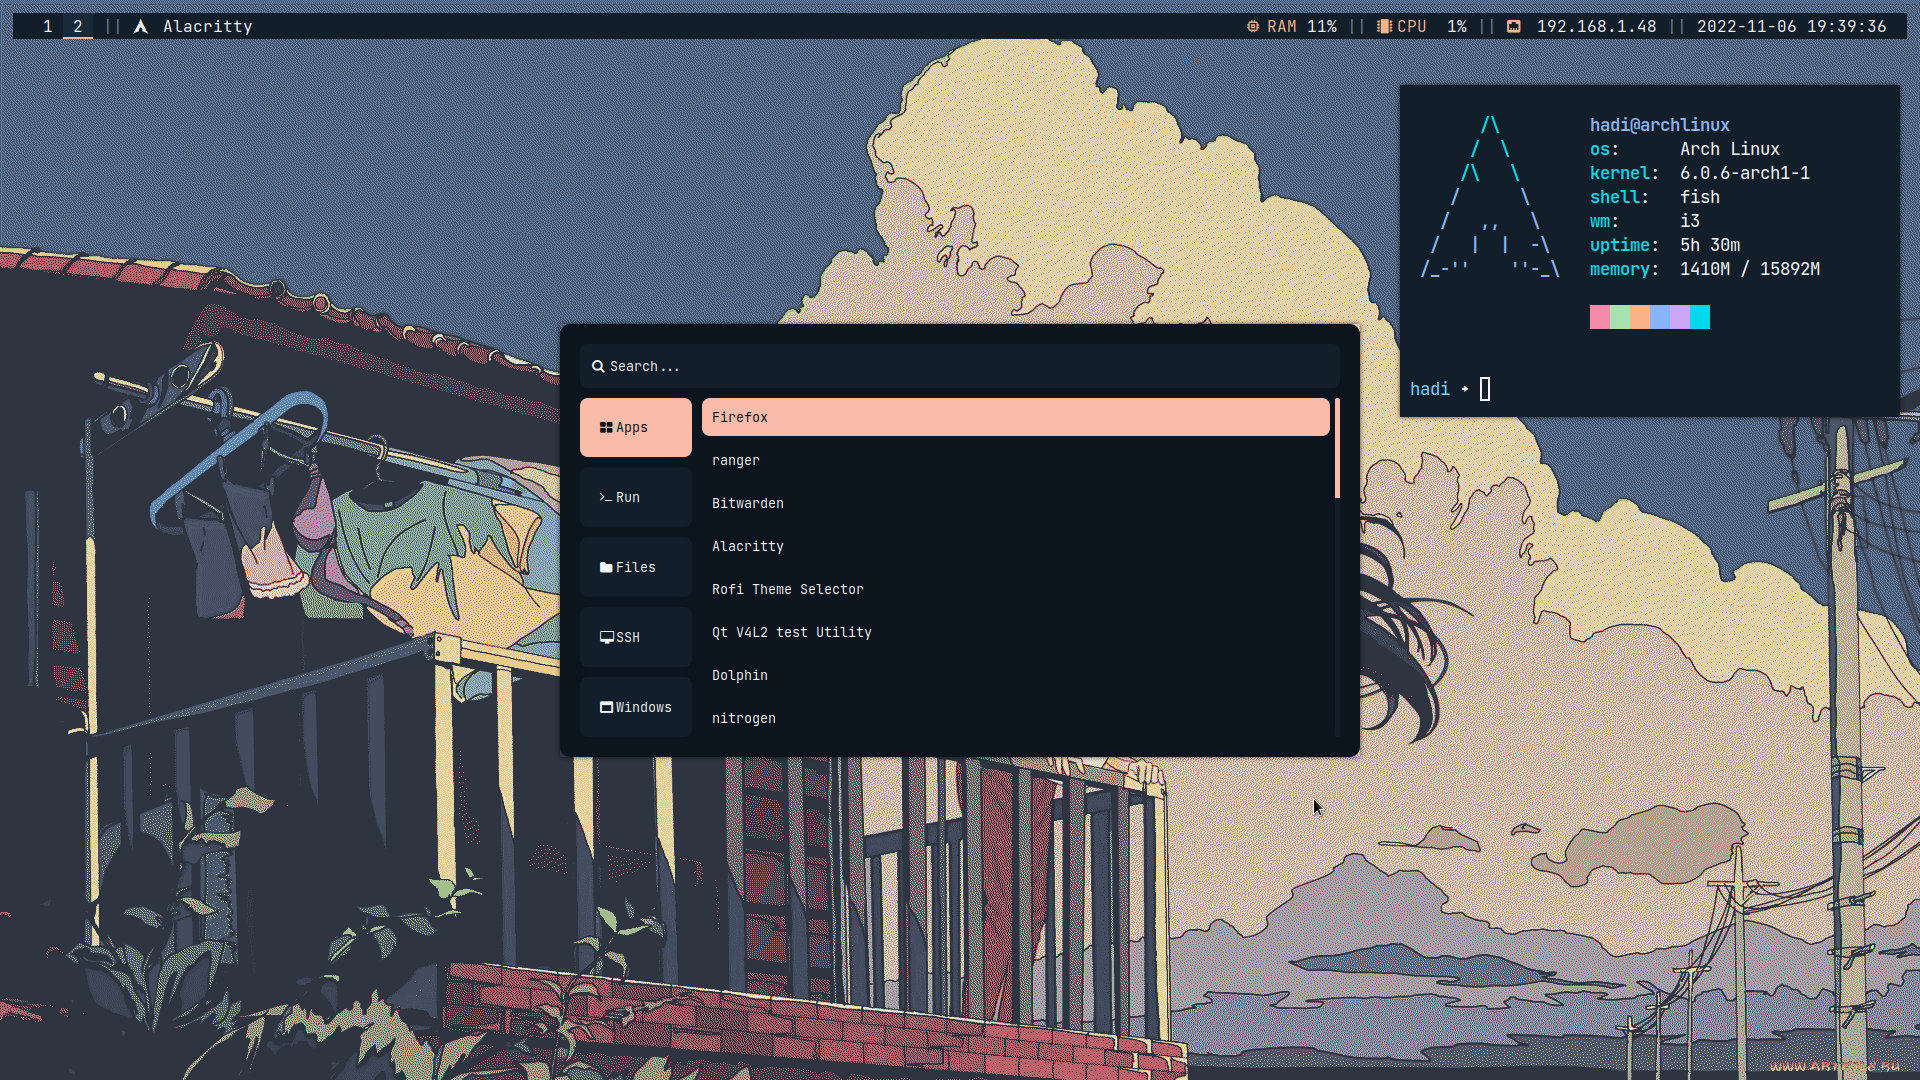 1 2 || Alacritty
RAM 11% || CPU 1% || 192.168.1.48 || 2022-11-06 19:39:36
hadi@archlinux
os: Arch Linux
kernel: 6.0.6-arch1-1
shell: fish
wm: i3
uptime: 5h 30m
memory: 1410M / 15892M
hadi
Search...
Apps
Run
Files
SSH
Windows
Firefox
ranger
Bitwarden
Alacritty
Rofi Theme Selector
Qt V4L2 test Utility
Dolphin
nitrogen